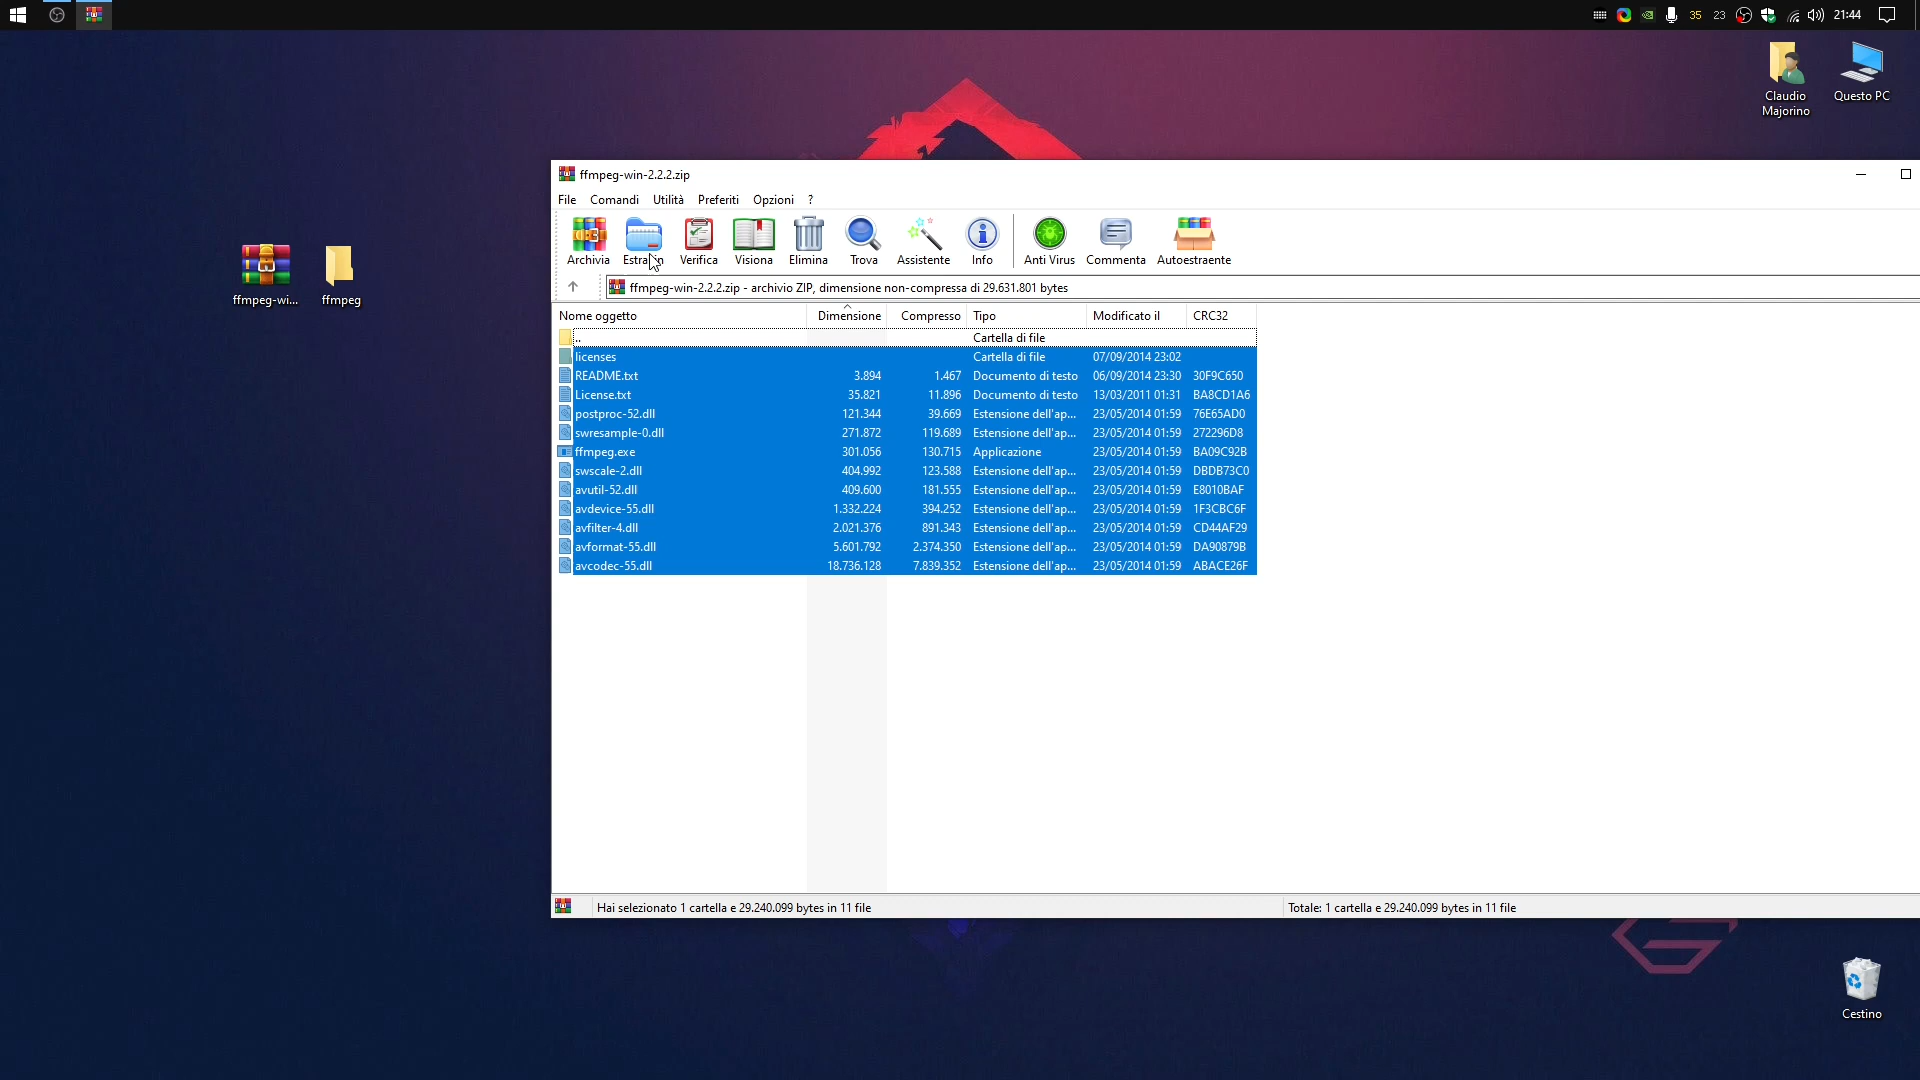 35
23
21:44
Claudio
Majorino
Questo PC
ffmpeg-wi...
ffmpeg
ffmpeg-win-2.2.2.zip
File Comandi Utilità Preferiti Opzioni ?
Archivia Estrai in Verifica Visiona Elimina Trova Assistente Info Anti Virus Commenta Autoestraente
ffmpeg-win-2.2.2.zip - archivio ZIP, dimensione non-compressa di 29.631.801 bytes
Nome oggetto Dimensione Compresso Tipo Modificato il CRC32
.. Cartella di file
licenses Cartella di file 07/09/2014 23:02
README.txt 3.894 1.467 Documento di testo 06/09/2014 23:30 30F9C650
License.txt 35.821 11.896 Documento di testo 13/03/2011 01:31 BA8CD1A6
postproc-52.dll 121.344 39.669 Estensione dell'ap... 23/05/2014 01:59 76E65AD0
swresample-0.dll 271.872 119.689 Estensione dell'ap... 23/05/2014 01:59 272296D8
ffmpeg.exe 301.056 130.715 Applicazione 23/05/2014 01:59 BA09C92B
swscale-2.dll 404.992 123.588 Estensione dell'ap... 23/05/2014 01:59 DBDB73C0
avutil-52.dll 409.600 181.555 Estensione dell'ap... 23/05/2014 01:59 E8010BAF
avdevice-55.dll 1.332.224 394.252 Estensione dell'ap... 23/05/2014 01:59 1F3CBC6F
avfilter-4.dll 2.021.376 891.343 Estensione dell'ap... 23/05/2014 01:59 CD44AF29
avformat-55.dll 5.601.792 2.374.350 Estensione dell'ap... 23/05/2014 01:59 DA90879B
avcodec-55.dll 18.736.128 7.839.352 Estensione dell'ap... 23/05/2014 01:59 ABACE26F
Hai selezionato 1 cartella e 29.240.099 bytes in 11 file
Totale: 1 cartella e 29.240.099 bytes in 11 file
Cestino